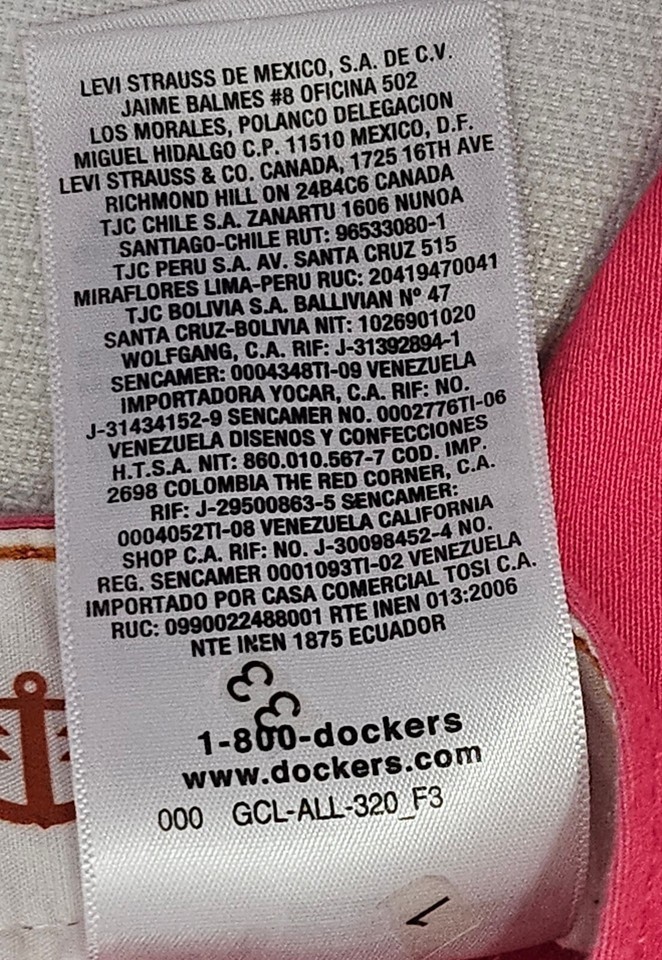 LEVI STRAUSS DE MEXICO, S.A. DE C.V.
JAIME BALMES #8 OFICINA 502
LOS MORALES, POLANCO DELEGACION
MIGUEL HIDALGO C.P. 11510 MEXICO, D.F.
LEVI STRAUSS & CO. CANADA, 1725 16TH AVE
RICHMOND HILL ON 24B4C6 CANADA
TJC CHILE S.A. ZANARTU 1606 NUNOA
SANTIAGO-CHILE RUT: 96533080-1
TJC PERU S.A. AV. SANTA CRUZ 515
MIRAFLORES LIMA-PERU RUC: 20419470041
TJC BOLIVIA S.A. BALLIVIAN Nº 47
SANTA CRUZ-BOLIVIA NIT: 1026901020
WOLFGANG, C.A. RIF: J-31392894-1
SENCAMER: 0004348TI-09 VENEZUELA
IMPORTADORA YOCAR, C.A. RIF: NO.
J-31434152-9 SENCAMER NO. 0002776TI-06
VENEZUELA DISENOS Y CONFECCIONES
H.T.S.A. NIT: 860.010.567-7 COD. IMP.
2698 COLOMBIA THE RED CORNER, C.A.
RIF: J-29500863-5 SENCAMER:
0004052TI-08 VENEZUELA CALIFORNIA
SHOP C.A. RIF: NO. J-30098452-4 NO.
REG. SENCAMER 0001093TI-02 VENEZUELA
IMPORTADO POR CASA COMERCIAL TOSI C.A.
RUC: 0990022488001 RTE INEN 013:2006
NTE INEN 1875 ECUADOR
1-800-dockers
www.dockers.com
000 GCL-ALL-320_F3